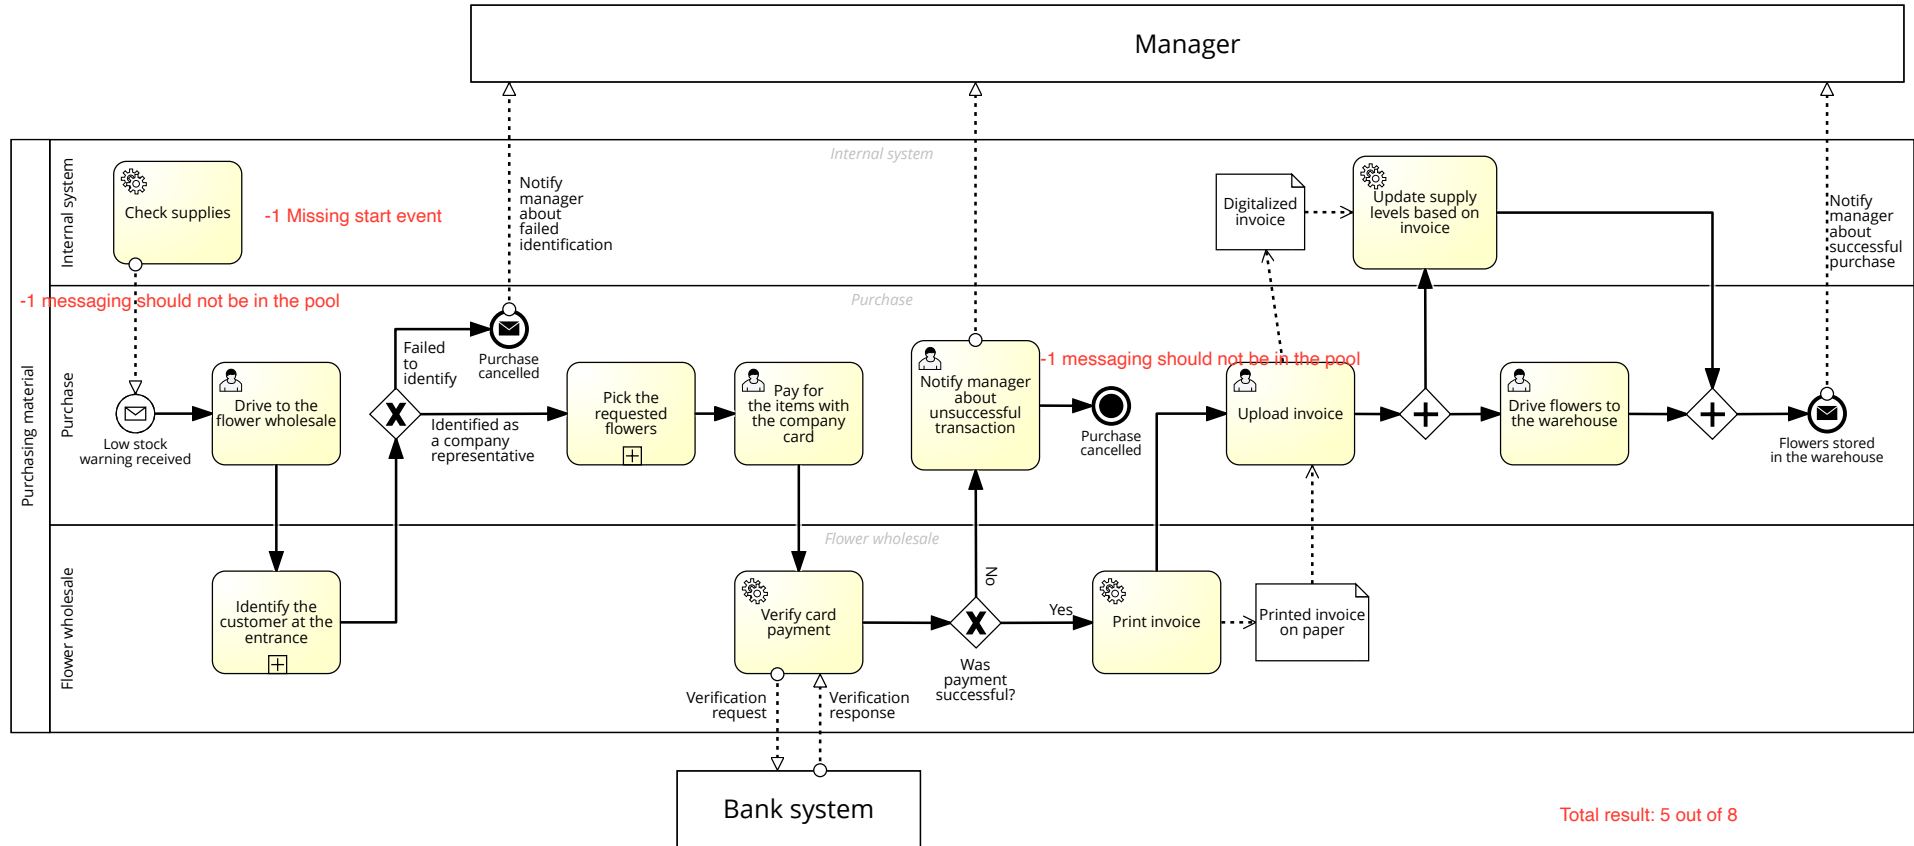 Manager
Purchasing material
Internal system
Internal system
Check supplies
-1 Missing start event
Notify
manager
about
failed
identification
Digitalized
invoice
Update supply
levels based on
invoice
Notify
manager
about
successful
purchase
-1 messaging should not be in the pool
Purchase
Purchase
Low stock
warning received
Drive to the
flower wholesale
Failed
to
identify
Purchase
cancelled
Identified as
a company
representative
Pick the
requested
flowers
Pay for
the items with
the company
card
Notify manager
about
unsuccessful
transaction
-1 messaging should not be in the pool
Purchase
cancelled
Upload invoice
Drive flowers to
the warehouse
Flowers stored
in the warehouse
Flower wholesale
Flower wholesale
Identify the
customer at the
entrance
Verify card
payment
No
Yes
Was
payment
successful?
Print invoice
Printed invoice
on paper
Verification
request
Verification
response
Bank system
Total result: 5 out of 8